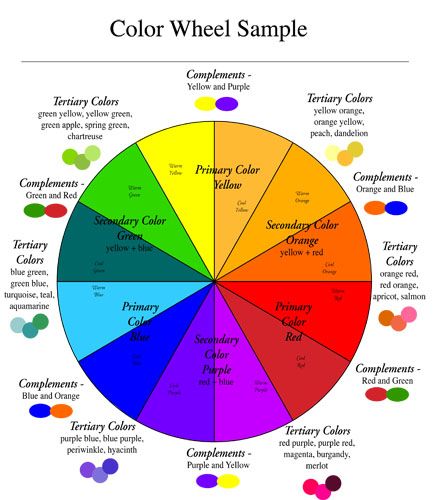 Color Wheel Sample
Complements -
Yellow and Purple
Tertiary Colors
green yellow, yellow green,
green apple, spring green,
chartreuse
Tertiary Colors
yellow orange,
orange yellow,
peach, dandelion
Complements -
Green and Red
Complements -
Orange and Blue
Warm
Yellow
Primary Color
Yellow
Cool
Yellow
Warm
Green
Warm
Orange
Secondary Color
Green
yellow + blue
Secondary Color
Orange
yellow + red
Cool
Green
Cool
Orange
Tertiary
Colors
blue green,
green blue,
turquoise, teal,
aquamarine
Tertiary
Colors
orange red,
red orange,
apricot, salmon
Warm
Blue
Warm
Red
Primary
Color
Blue
Primary
Color
Red
Cool
Blue
Cool
Red
Secondary
Color
Purple
red + blue
Cool
Purple
Warm
Purple
Complements -
Blue and Orange
Complements -
Red and Green
Tertiary Colors
purple blue, blue purple,
periwinkle, hyacinth
Complements -
Purple and Yellow
Tertiary Colors
red purple, purple red,
magenta, burgandy,
merlot